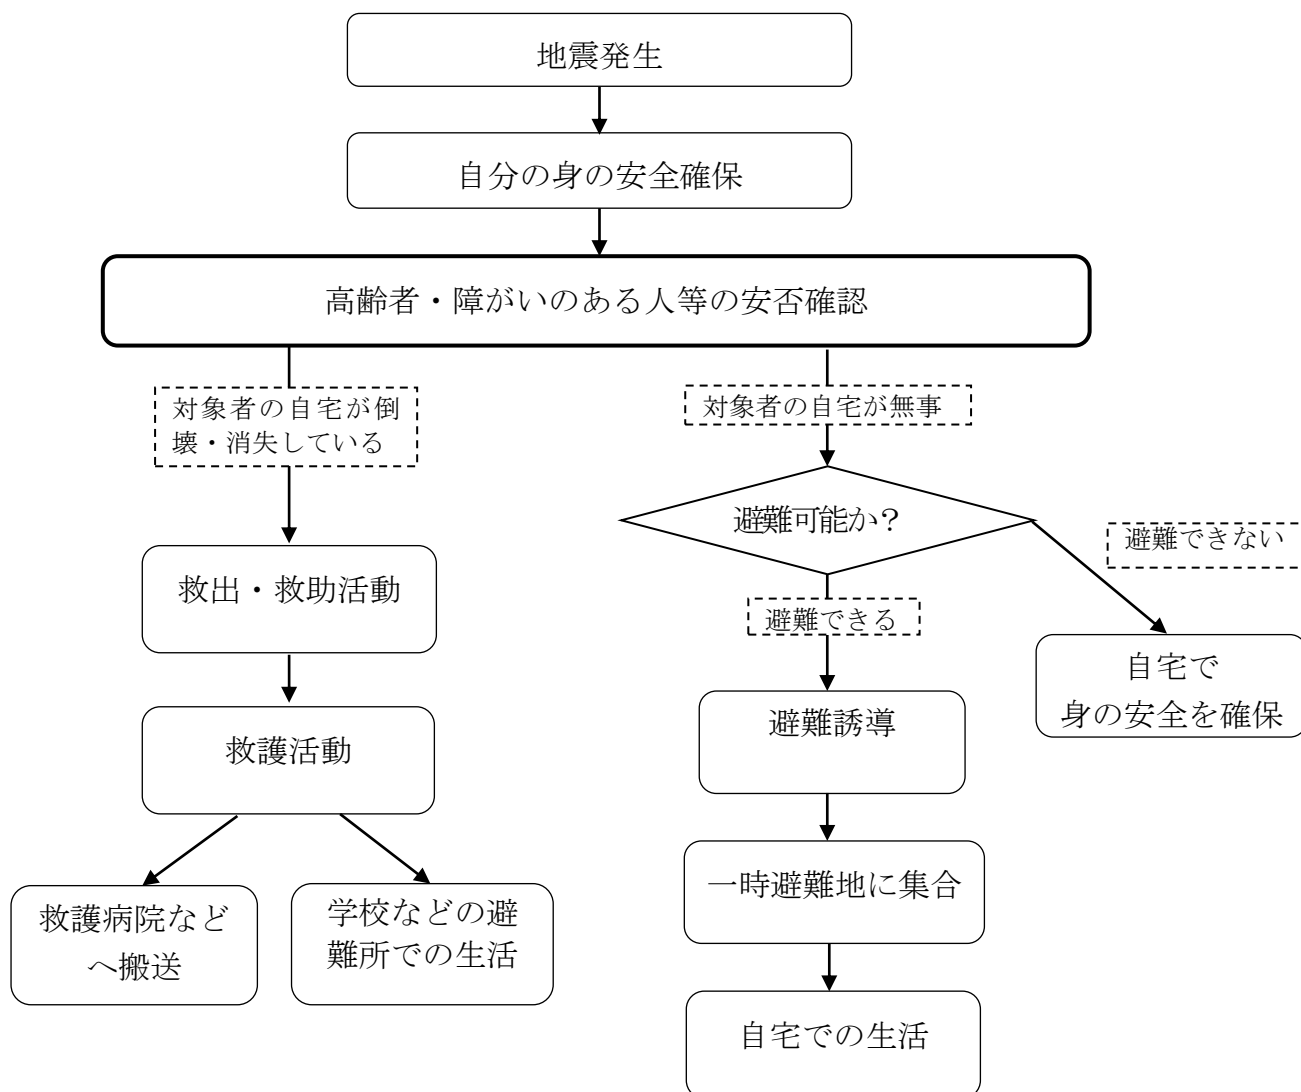 地震発生
自分の身の安全確保
高齢者・障がいのある人等の安否確認
対象者の自宅が倒
壊・消失している
対象者の自宅が無事
避難可能か?
避難できない
救出・救助活動
避難できる
自宅で
身の安全を確保
避難誘導
救護活動
一時避難地に集合
救護病院など
へ搬送
学校などの避
難所での生活
自宅での生活